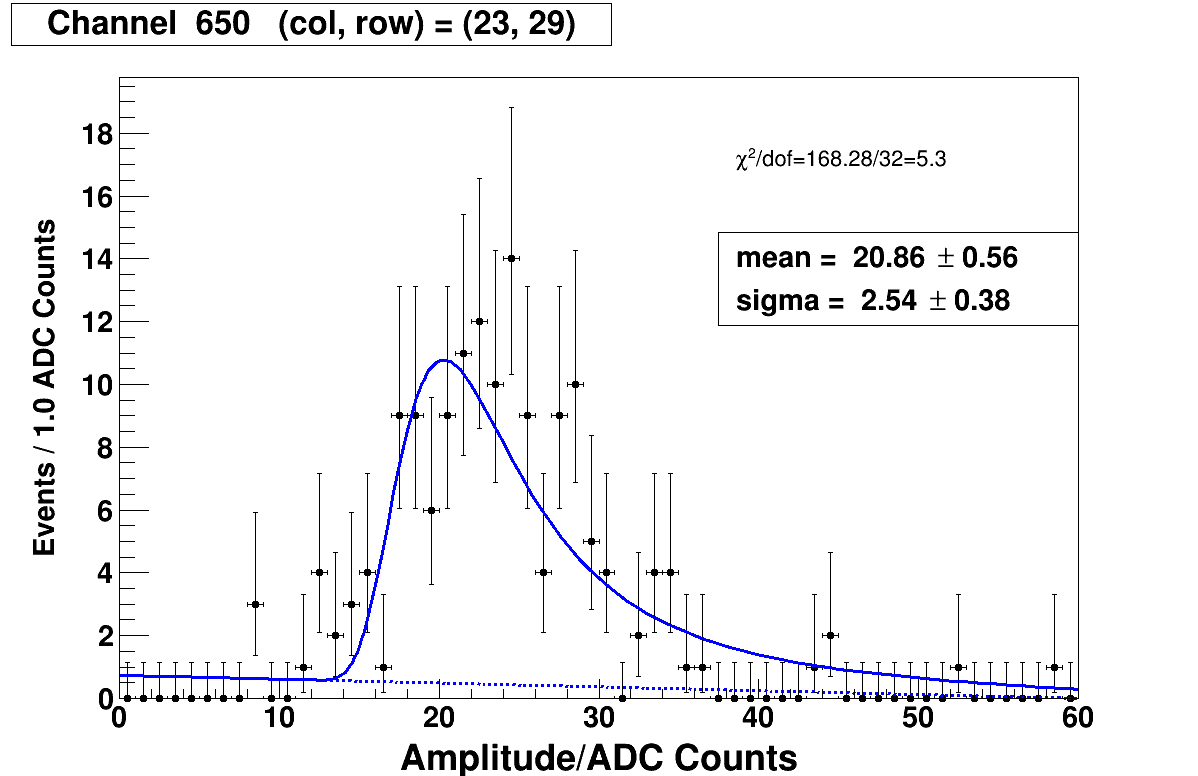 Channel 650 (col, row) = (23, 29)
Events / 1.0 ADC Counts
18
16
14
12
10
8
6
4
2
0
χ²/dof=168.28/32=5.3
mean = 20.86 ± 0.56
sigma = 2.54 ± 0.38
0 10 20 30 40 50 60
Amplitude/ADC Counts